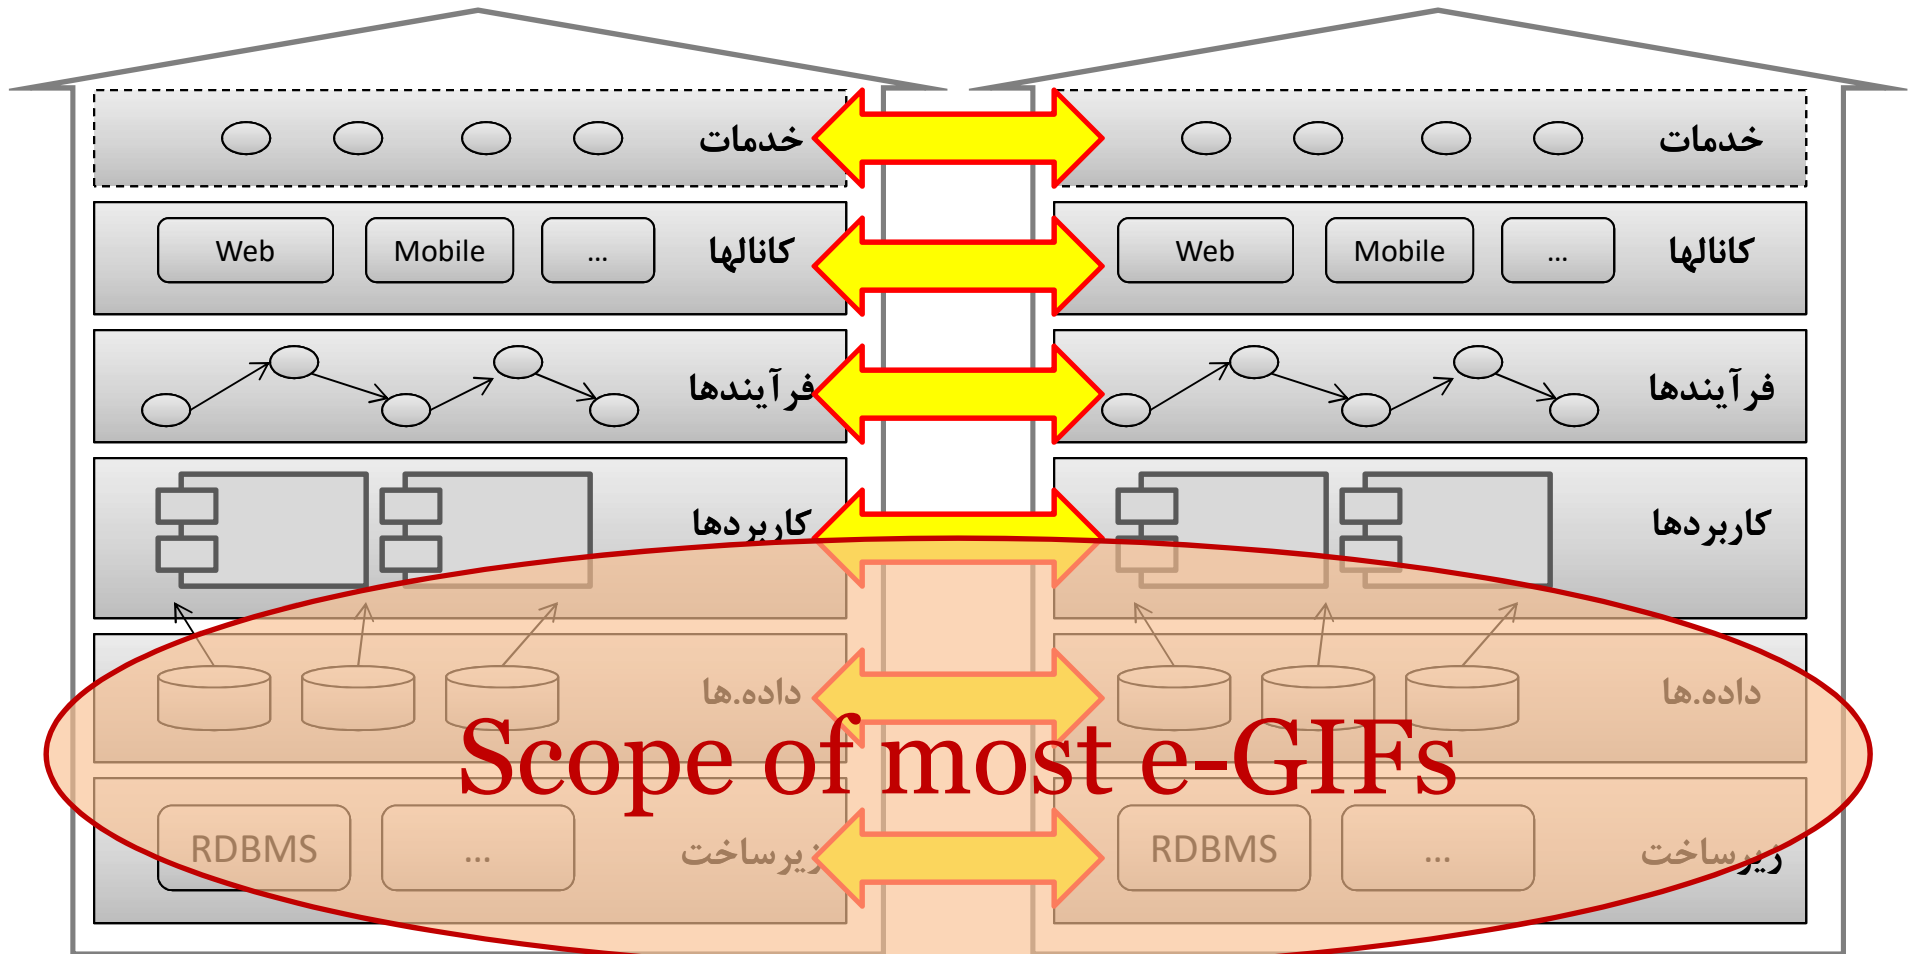 خدمات
خدمات
Web Mobile ... کانالها
Web Mobile ... کانالها
فرآیندها
فرآیندها
کاربردها
کاربردها
داده.ها
داده.ها
Scope of most e-GIFs
RDBMS ... زیرساخت
RDBMS ... زیرساخت